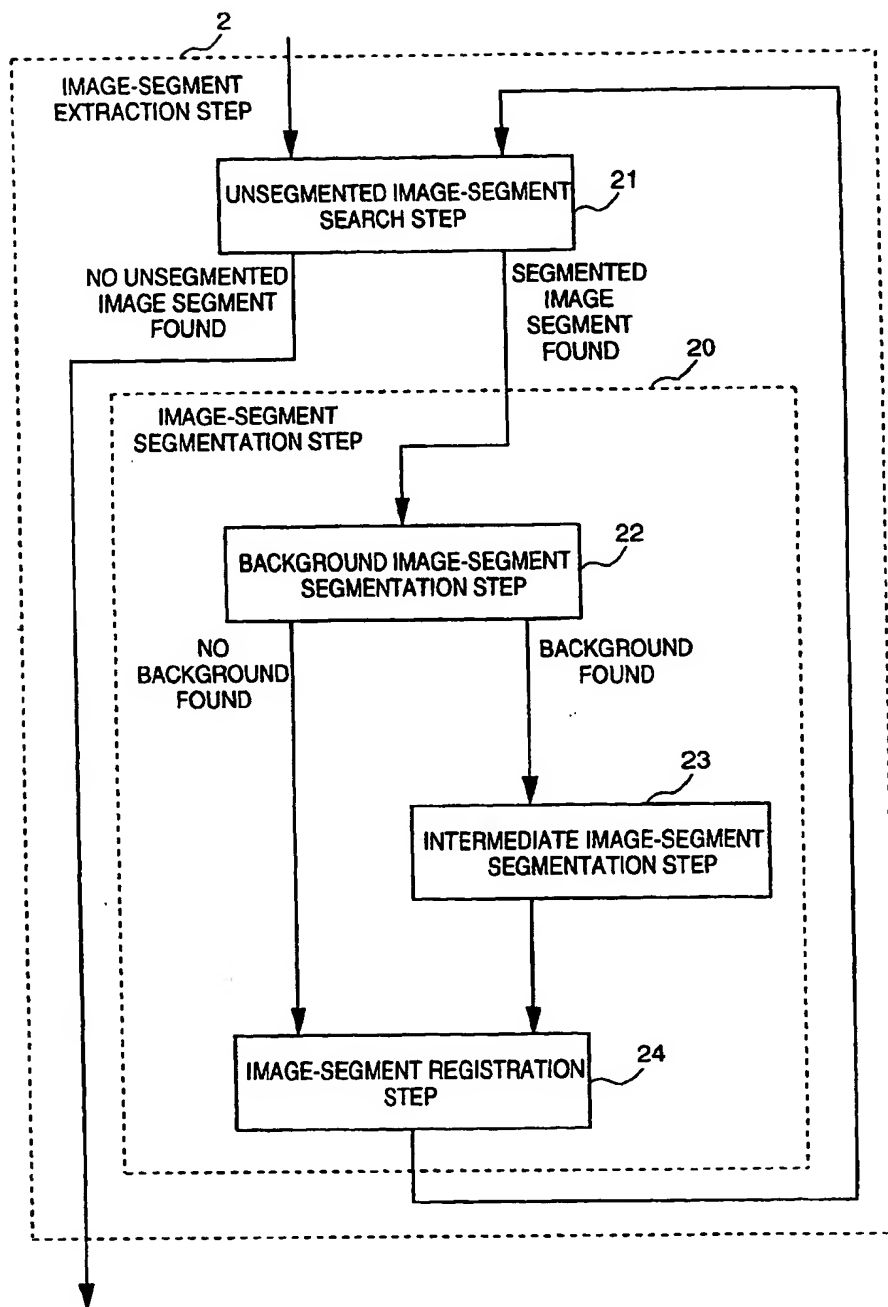 2
IMAGE-SEGMENT
EXTRACTION STEP
UNSEGMENTED IMAGE-SEGMENT
SEARCH STEP
21
NO UNSEGMENTED
IMAGE SEGMENT
FOUND
SEGMENTED
IMAGE
SEGMENT
FOUND
20
IMAGE-SEGMENT
SEGMENTATION STEP
BACKGROUND IMAGE-SEGMENT
SEGMENTATION STEP
22
NO
BACKGROUND
FOUND
BACKGROUND
FOUND
23
INTERMEDIATE IMAGE-SEGMENT
SEGMENTATION STEP
IMAGE-SEGMENT REGISTRATION
STEP
24